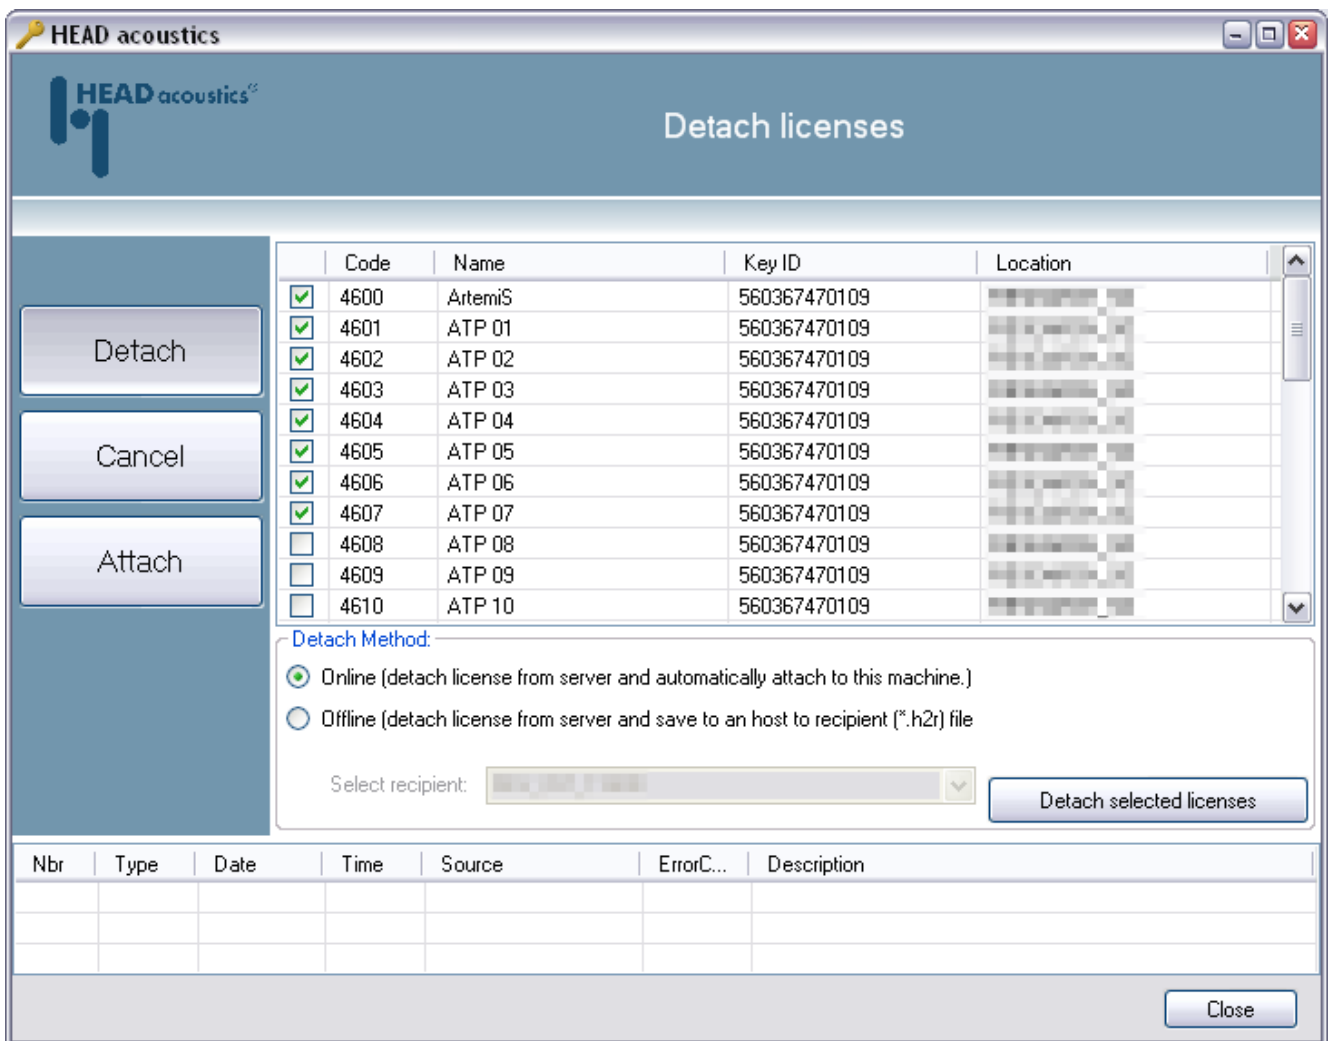 HEAD acoustics
HEAD acoustics®
Detach licenses
Detach
Cancel
Attach
Code Name Key ID Location
4600 ArtemiS 560367470109
4601 ATP 01 560367470109
4602 ATP 02 560367470109
4603 ATP 03 560367470109
4604 ATP 04 560367470109
4605 ATP 05 560367470109
4606 ATP 06 560367470109
4607 ATP 07 560367470109
4608 ATP 08 560367470109
4609 ATP 09 560367470109
4610 ATP 10 560367470109
Detach Method:
Online (detach license from server and automatically attach to this machine.)
Offline (detach license from server and save to an host to recipient (*.h2r) file
Select recipient:
Detach selected licenses
Nbr Type Date Time Source ErrorC... Description
Close